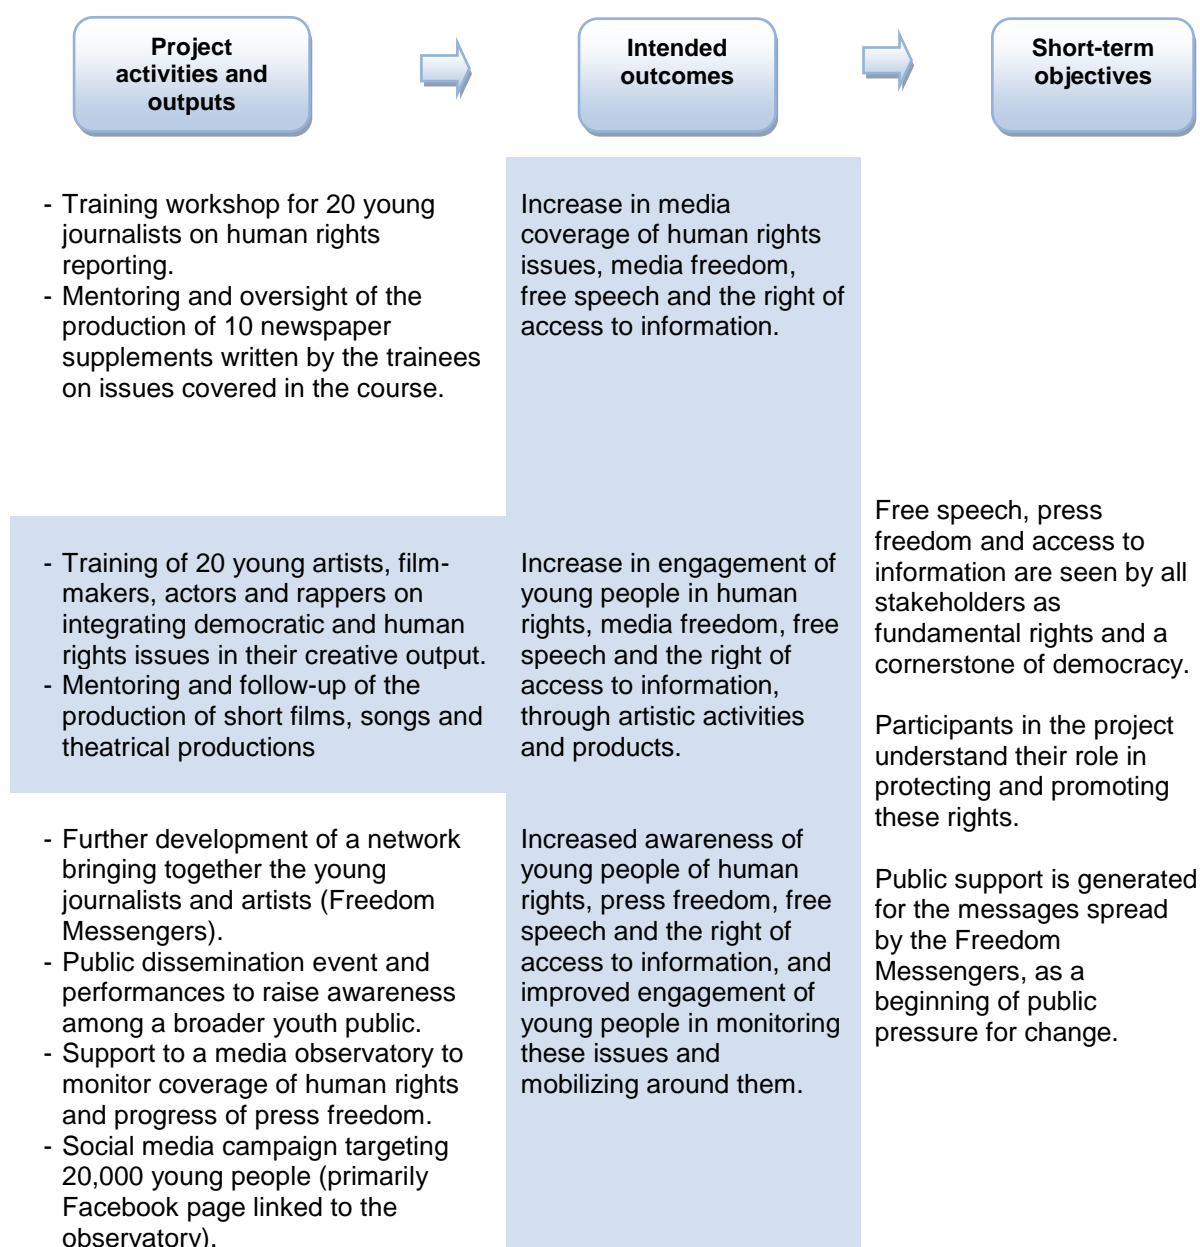 Project
activities and
outputs
Intended
outcomes
Short-term
objectives
- Training workshop for 20 young
journalists on human rights
reporting.
- Mentoring and oversight of the
production of 10 newspaper
supplements written by the trainees
on issues covered in the course.
Increase in media
coverage of human rights
issues, media freedom,
free speech and the right of
access to information.
- Training of 20 young artists, film-
makers, actors and rappers on
integrating democratic and human
rights issues in their creative output.
- Mentoring and follow-up of the
production of short films, songs and
theatrical productions
Increase in engagement of
young people in human
rights, media freedom, free
speech and the right of
access to information,
through artistic activities
and products.
- Further development of a network
bringing together the young
journalists and artists (Freedom
Messengers).
- Public dissemination event and
performances to raise awareness
among a broader youth public.
- Support to a media observatory to
monitor coverage of human rights
and progress of press freedom.
- Social media campaign targeting
20,000 young people (primarily
Facebook page linked to the
observatory).
Increased awareness of
young people of human
rights, press freedom, free
speech and the right of
access to information, and
improved engagement of
young people in monitoring
these issues and
mobilizing around them.
Free speech, press
freedom and access to
information are seen by all
stakeholders as
fundamental rights and a
cornerstone of democracy.
Participants in the project
understand their role in
protecting and promoting
these rights.
Public support is generated
for the messages spread
by the Freedom
Messengers, as a
beginning of public
pressure for change.